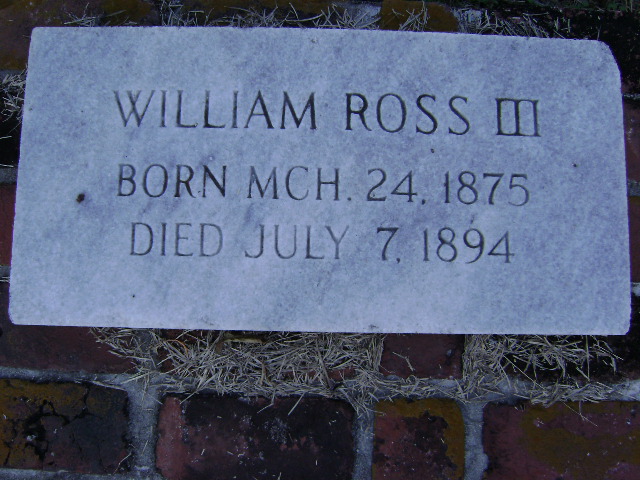 WILLIAM ROSS III
BORN MCH. 24, 1875
DIED JULY 7, 1894